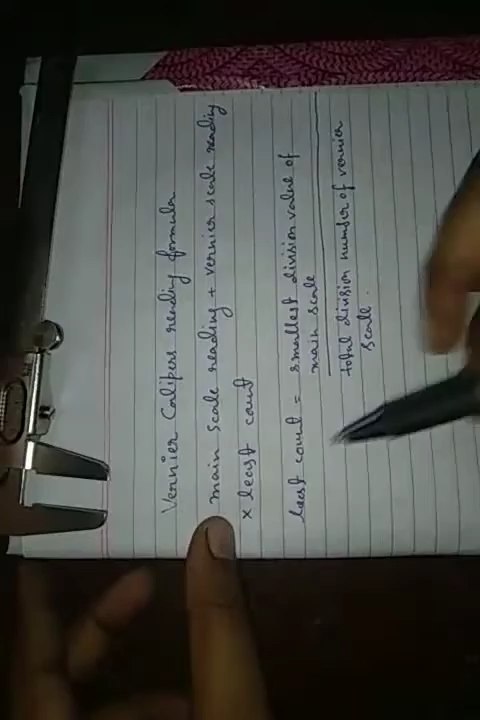 Vernier Calipers reading formula
main scale reading + vernier scale reading
x least count
least count = smallest division value of
main scale
total division number of vernier
scale.